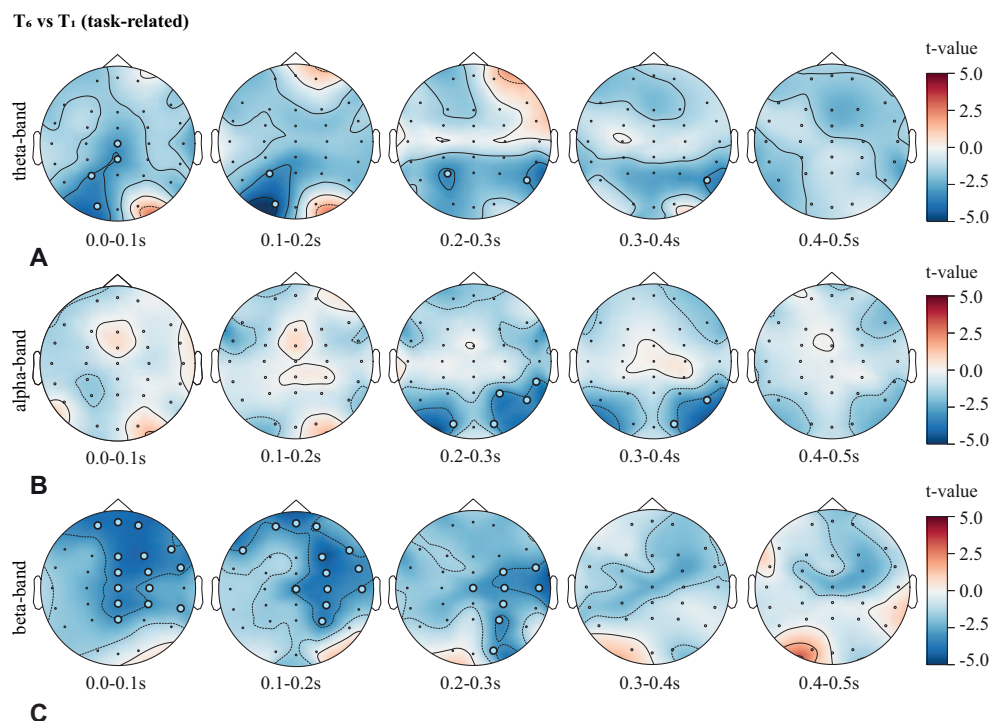 T₆ vs T₁ (task-related)
theta-band
t-value
5.0
2.5
0.0
-2.5
-5.0
0.0-0.1s
0.1-0.2s
0.2-0.3s
0.3-0.4s
0.4-0.5s
A
alpha-band
t-value
5.0
2.5
0.0
-2.5
-5.0
0.0-0.1s
0.1-0.2s
0.2-0.3s
0.3-0.4s
0.4-0.5s
B
beta-band
t-value
5.0
2.5
0.0
-2.5
-5.0
0.0-0.1s
0.1-0.2s
0.2-0.3s
0.3-0.4s
0.4-0.5s
C